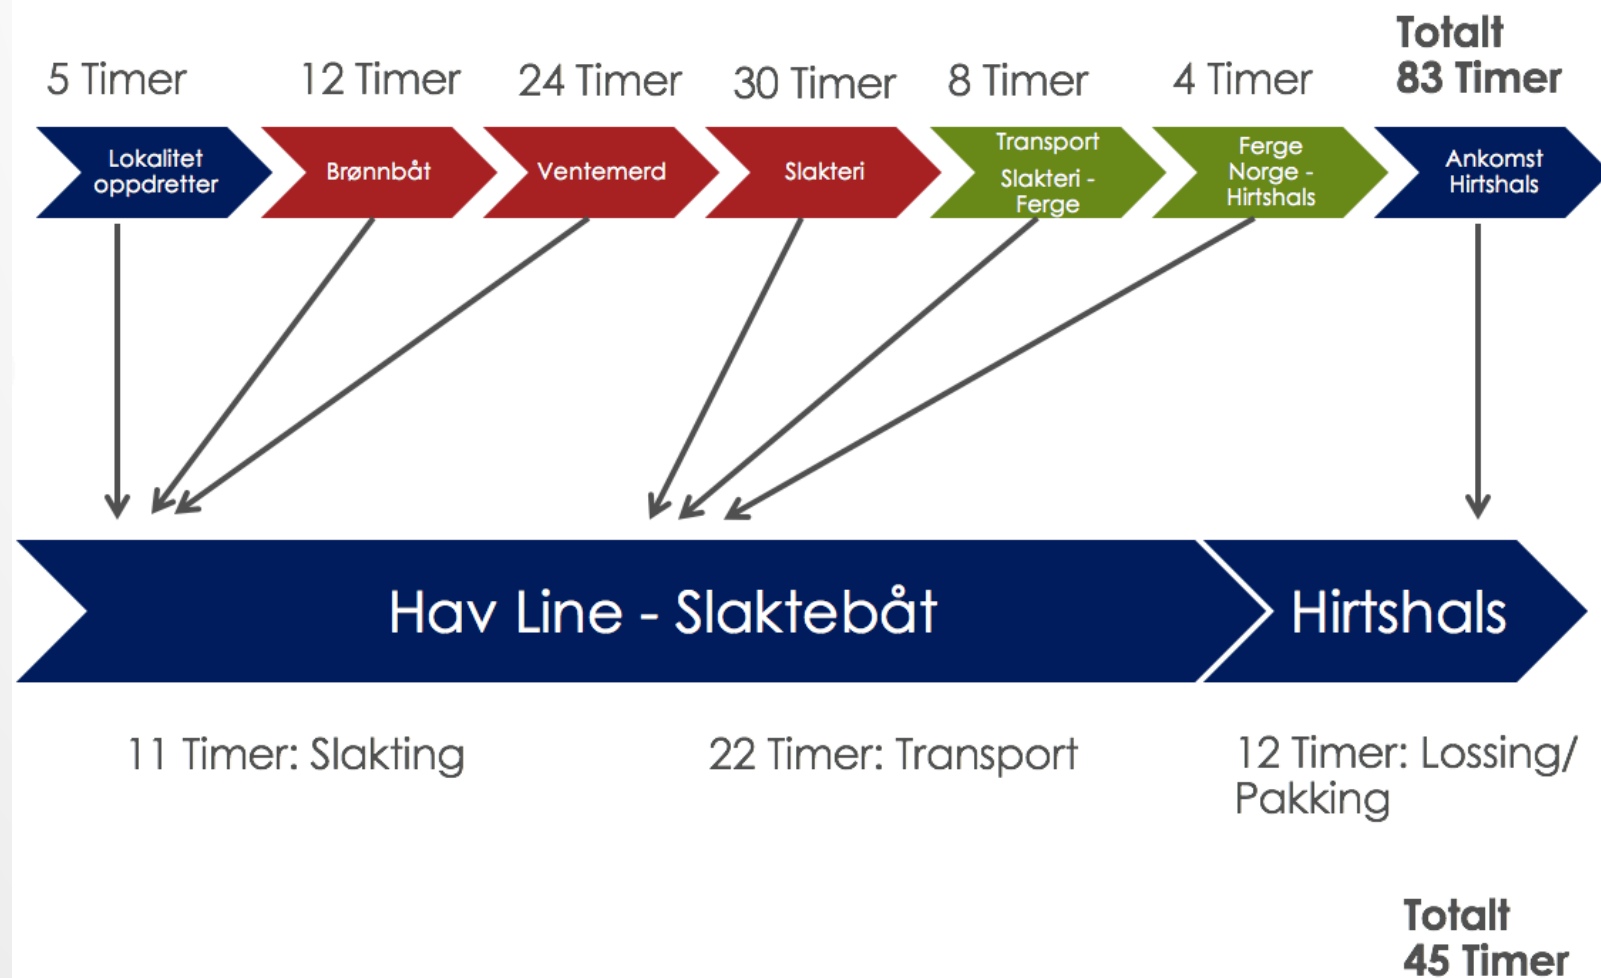 Totalt
83 Timer
5 Timer
12 Timer
24 Timer
30 Timer
8 Timer
4 Timer
Lokalitet
oppdretter
Brønnbåt
Ventemerd
Slakteri
Transport
Slakteri -
Ferge
Ferge
Norge -
Hirtshals
Ankomst
Hirtshals
Hav Line - Slaktebåt
Hirtshals
11 Timer: Slakting
22 Timer: Transport
12 Timer: Lossing/
Pakking
Totalt
45 Timer